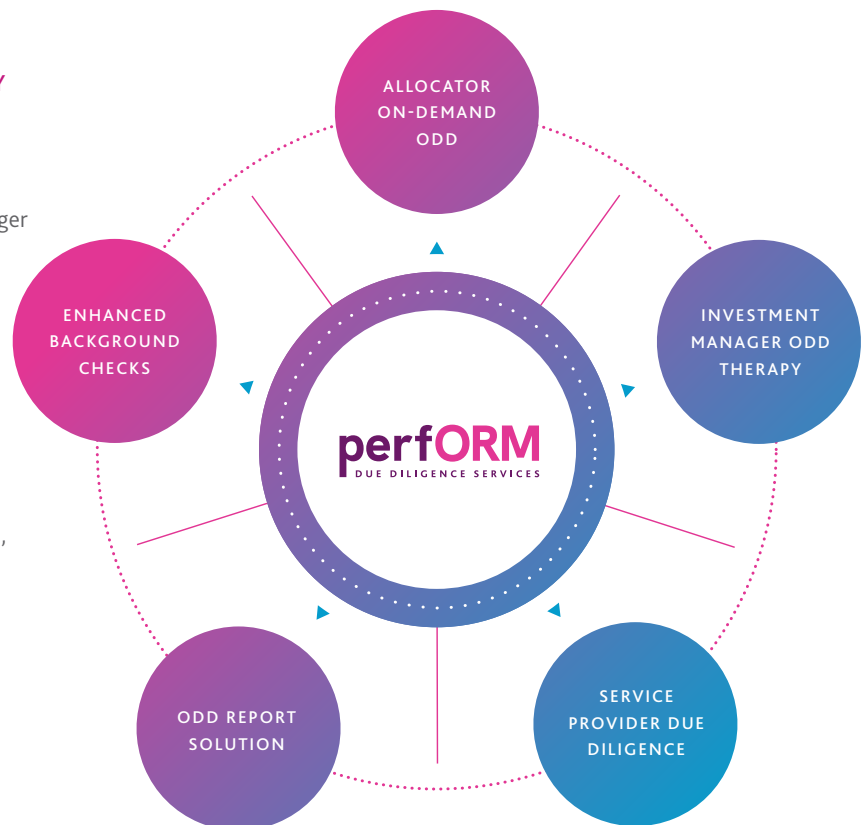 ALLOCATOR
ON-DEMAND
ODD
ger
ENHANCED
BACKGROUND
CHECKS
INVESTMENT
MANAGER ODD
THERAPY
perfORM
DUE DILIGENCE SERVICES
,
ODD REPORT
SOLUTION
SERVICE
PROVIDER DUE
DILIGENCE